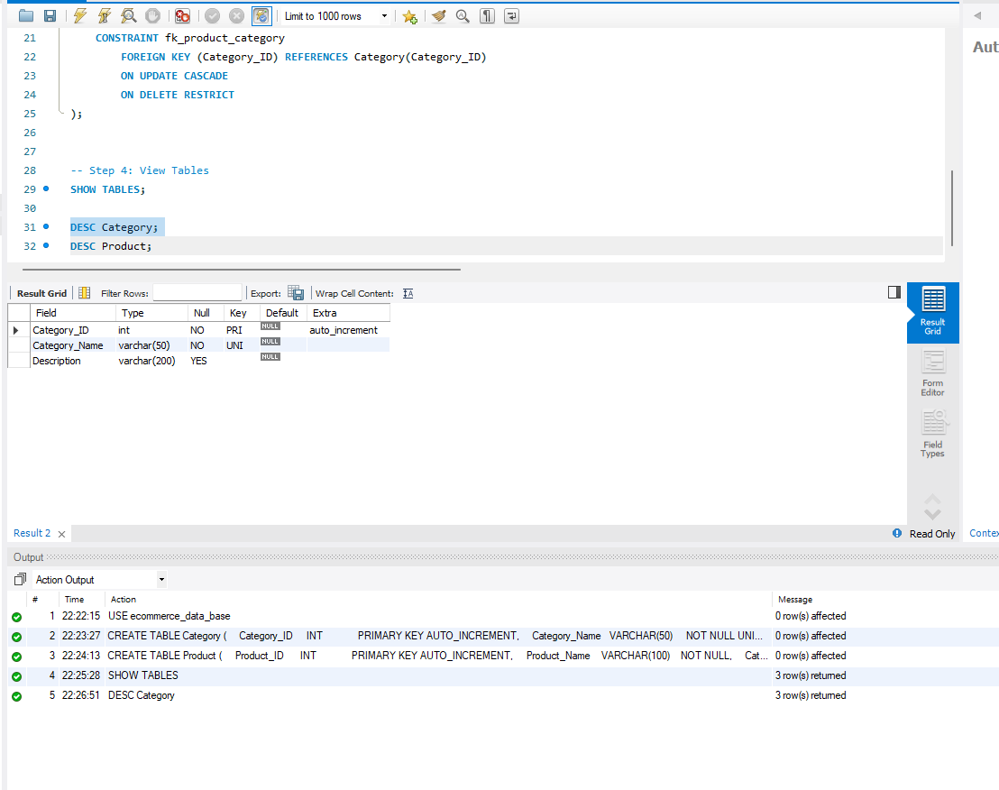 Limit to 1000 rows
Aut
21 CONSTRAINT fk_product_category
22 FOREIGN KEY (Category_ID) REFERENCES Category(Category_ID)
23 ON UPDATE CASCADE
24 ON DELETE RESTRICT
25 );
26
27
28 -- Step 4: View Tables
29 SHOW TABLES;
30
31 DESC Category;
32 DESC Product;
Result Grid Filter Rows: Export: Wrap Cell Content: IA
Field Type Null Key Default Extra
Category_ID int NO PRI NULL auto_increment
Category_Name varchar(50) NO UNI NULL
Description varchar(200) YES NULL
Result Grid
Form Editor
Field Types
Result 2 Read Only Contex
Output
Action Output
# Time Action Message
1 22:22:15 USE ecommerce_data_base 0 row(s) affected
2 22:23:27 CREATE TABLE Category ( Category_ID INT PRIMARY KEY AUTO_INCREMENT, Category_Name VARCHAR(50) NOT NULL UNI... 0 row(s) affected
3 22:24:13 CREATE TABLE Product ( Product_ID INT PRIMARY KEY AUTO_INCREMENT, Product_Name VARCHAR(100) NOT NULL, Cat... 0 row(s) affected
4 22:25:28 SHOW TABLES 3 row(s) returned
5 22:26:51 DESC Category 3 row(s) returned